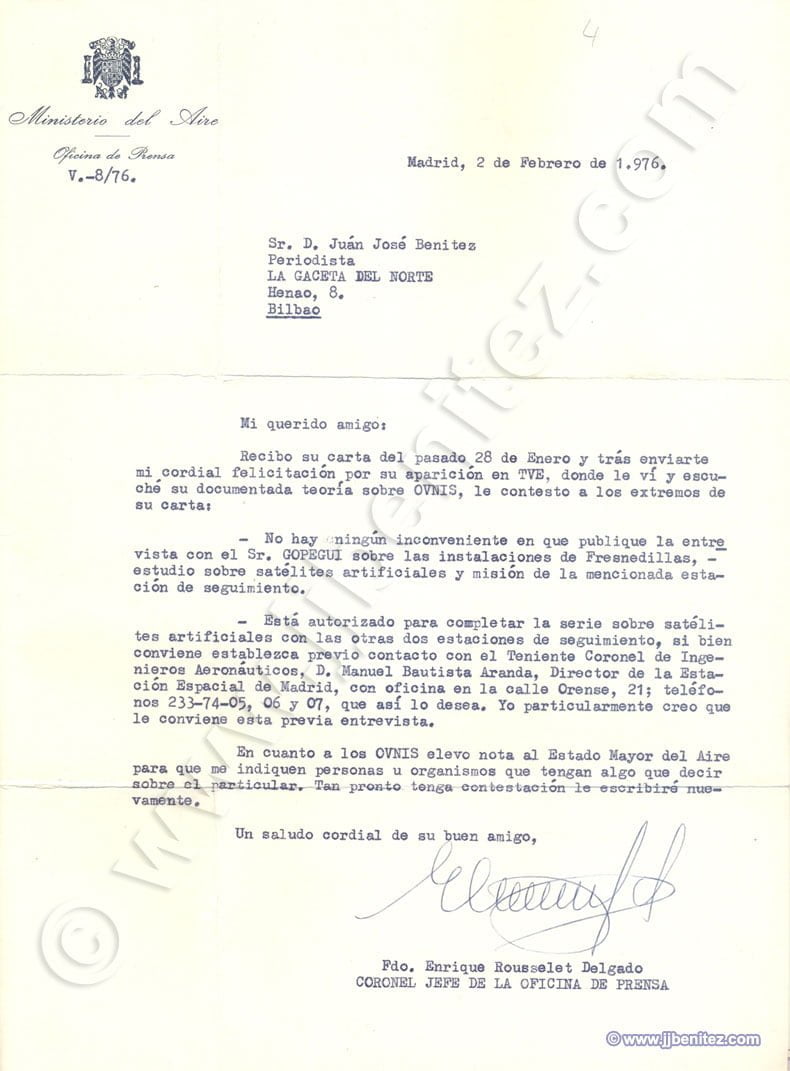 4
Ministerio del Aire
Oficina de Prensa
V.-8/76.
Madrid, 2 de Febrero de 1.976.
Sr. D. Juán José Benitez
Periodista
LA GACETA DEL NORTE
Henao, 8.
Bilbao
Mi querido amigo:
Recibo su carta del pasado 28 de Enero y trás enviarte
mi cordial felicitación por su aparición en TVE, donde le ví y escu-
ché su documentada teoría sobre OVNIS, le contesto a los extremos de
su carta:
- No hay ningún inconveniente en que publique la entre
vista con el Sr. GOPEGUI sobre las instalaciones de Fresnedillas, -
estudio sobre satélites artificiales y misión de la mencionada esta-
ción de seguimiento.
- Está autorizado para completar la serie sobre satéli-
tes artificiales con las otras dos estaciones de seguimiento, si bien
conviene establezca previo contacto con el Teniente Coronel de Inge-
nieros Aeronáuticos, D. Manuel Bautista Aranda, Director de la Esta-
ción Espacial de Madrid, con oficina en la calle Orense, 21; teléfo-
nos 233-74-05, 06 y 07, que así lo desea. Yo particularmente creo que
le conviene esta previa entrevista.
En cuanto a los OVNIS elevo nota al Estado Mayor del Aire
para que me indiquen personas u organismos que tengan algo que decir
sobre el particular. Tan pronto tenga contestación le escribiré nue-
vamente.
Un saludo cordial de su buen amigo,
Fdo. Enrique Rousselet Delgado
CORONEL JEFE DE LA OFICINA DE PRENSA
© www.jjbenitez.com
© www.jjbenitez.com